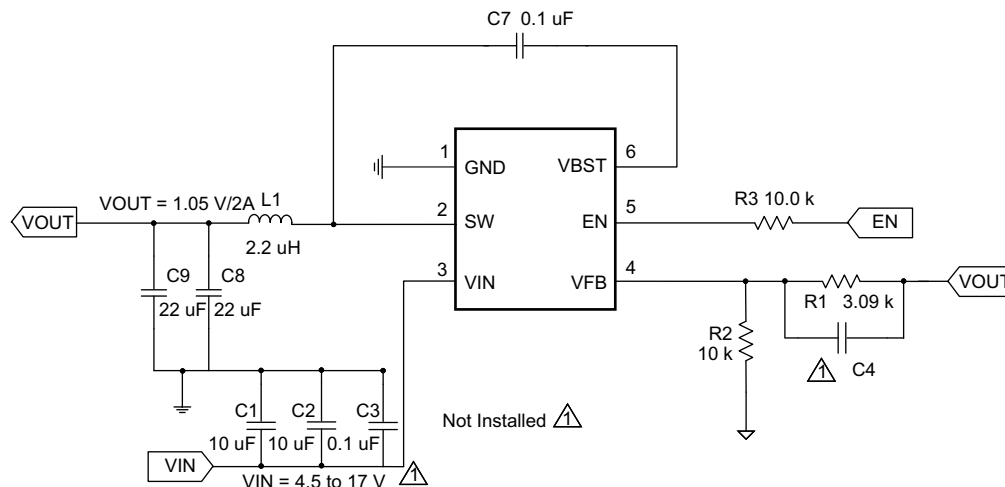 C7 0.1 uF
1 GND VBST 6
VOUT VOUT = 1.05 V/2A L1
2.2 uH
2 SW EN 5 R3 10.0 k EN
3 VIN VFB 4 VOUT
C9 C8
22 uF 22 uF
R1 3.09 k
R2
10 k
1 C4
C1 C2 C3
10 uF 10 uF 0.1 uF
Not Installed 1
VIN VIN = 4.5 to 17 V 1